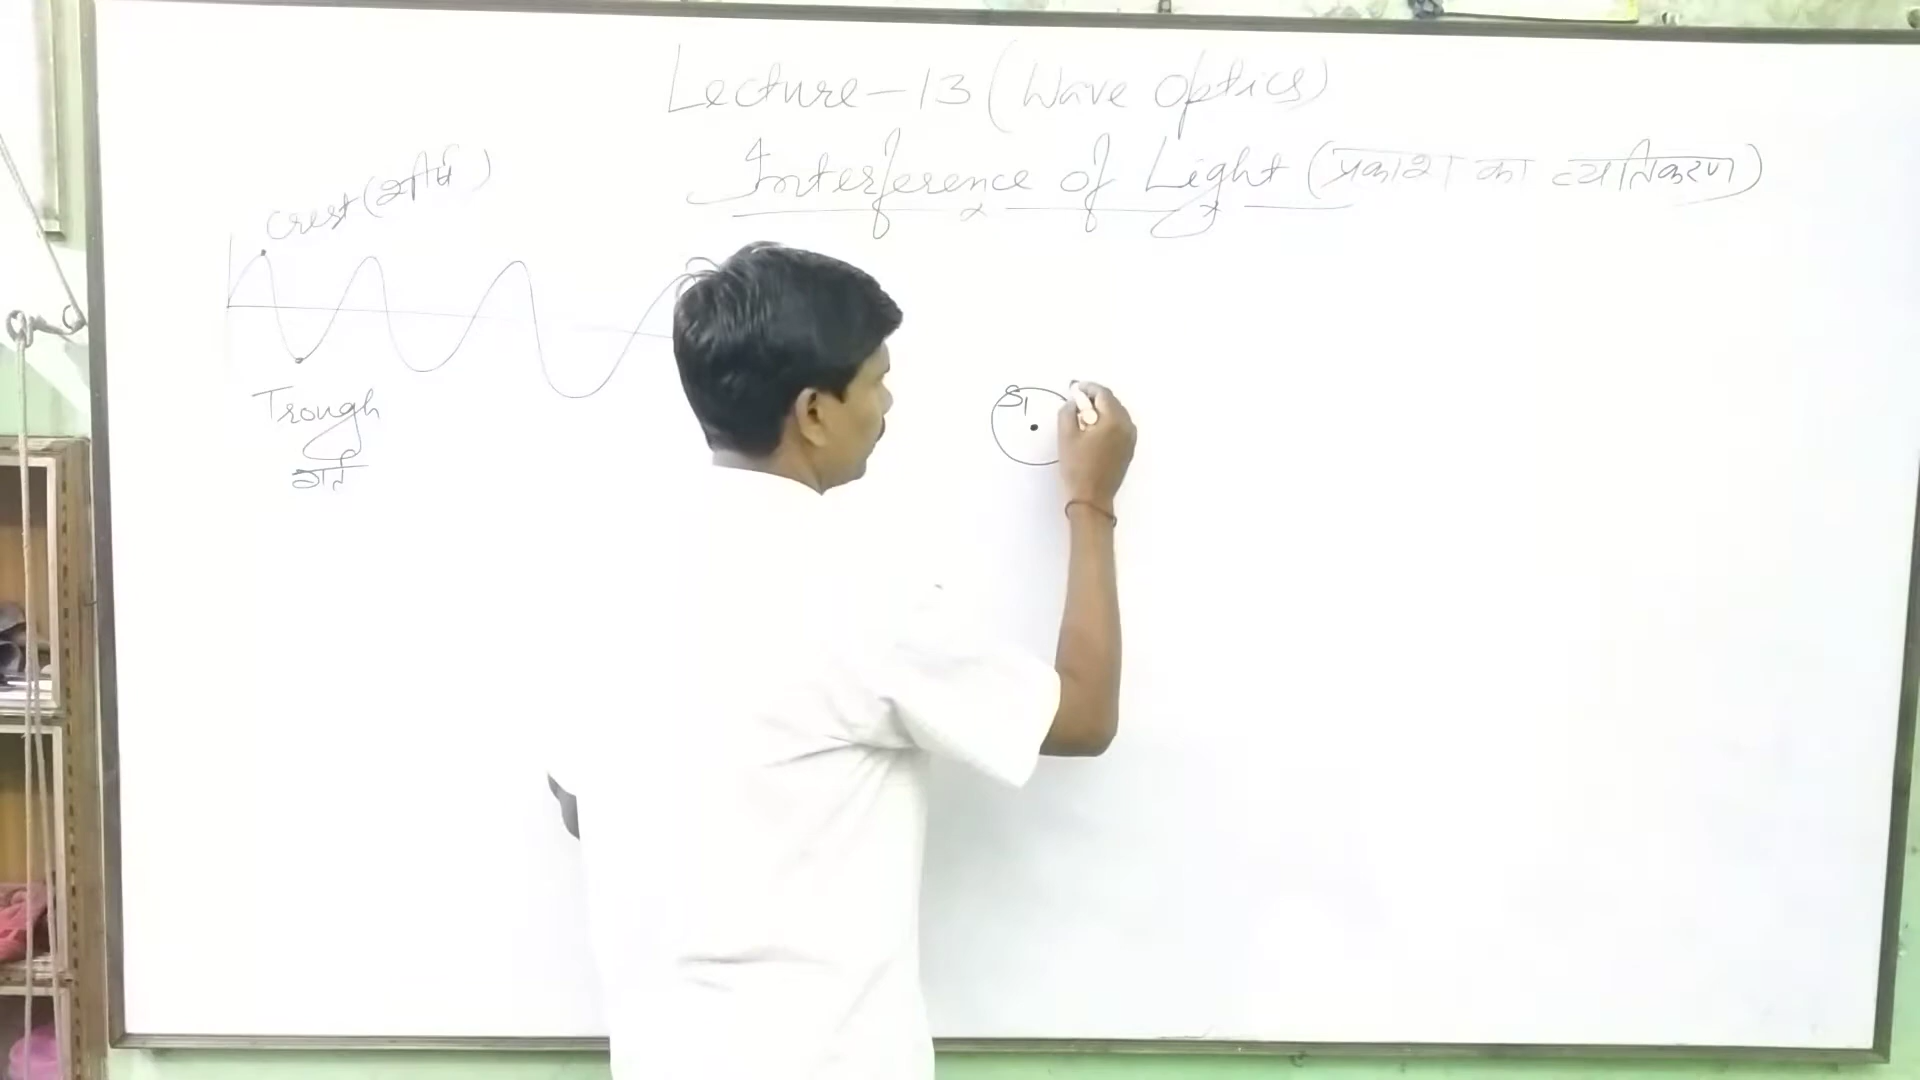 Lecture-13 (Wave Optics)
Interference of Light (प्रकाश का व्यतिकरण)
Crest (शीर्ष)
Trough
गर्त
S1